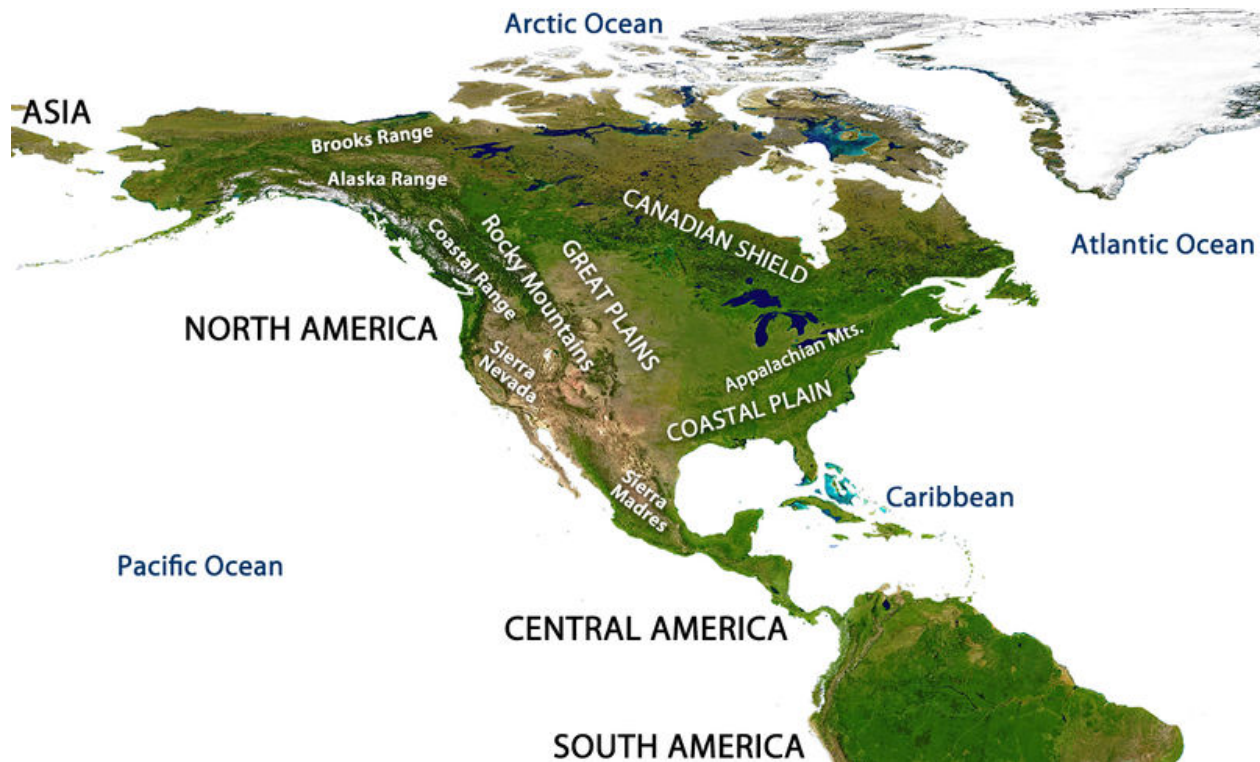 Arctic Ocean
ASIA
Brooks Range
Alaska Range
CANADIAN SHIELD
Coastal Range
Rocky Mountains
GREAT PLAINS
Atlantic Ocean
NORTH AMERICA
Sierra
Nevada
Appalachian Mts.
COASTAL PLAIN
Sierra
Madres
Caribbean
Pacific Ocean
CENTRAL AMERICA
SOUTH AMERICA